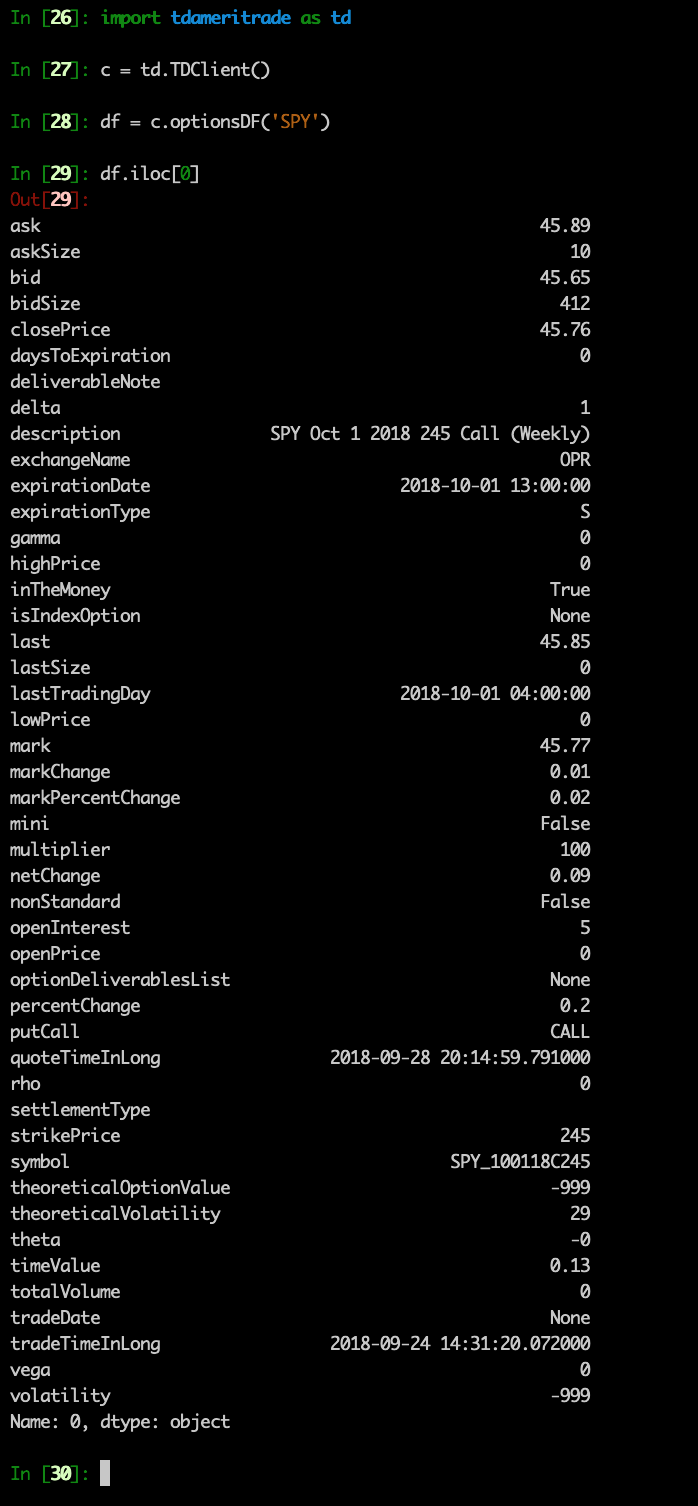 In [26]: import tdameritrade as td
In [27]: c = td.TDClient()
In [28]: df = c.optionsDF('SPY')
In [29]: df.iloc[0]
Out[29]:
ask 45.89
askSize 10
bid 45.65
bidSize 412
closePrice 45.76
daysToExpiration 0
deliverableNote
delta 1
description SPY Oct 1 2018 245 Call (Weekly)
exchangeName OPR
expirationDate 2018-10-01 13:00:00
expirationType S
gamma 0
highPrice 0
inTheMoney True
isIndexOption None
last 45.85
lastSize 0
lastTradingDay 2018-10-01 04:00:00
lowPrice 0
mark 45.77
markChange 0.01
markPercentChange 0.02
mini False
multiplier 100
netChange 0.09
nonStandard False
openInterest 5
openPrice 0
optionDeliverablesList None
percentChange 0.2
putCall CALL
quoteTimeInLong 2018-09-28 20:14:59.791000
rho 0
settlementType
strikePrice 245
symbol SPY_100118C245
theoreticalOptionValue -999
theoreticalVolatility 29
theta -0
timeValue 0.13
totalVolume 0
tradeDate None
tradeTimeInLong 2018-09-24 14:31:20.072000
vega 0
volatility -999
Name: 0, dtype: object
In [30]: